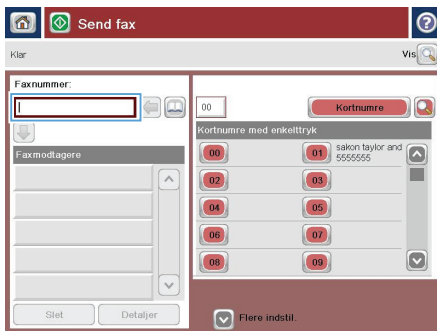 Send fax
Klar
Vis
Faxnummer:
00
Kortnumre
Kortnumre med enkelttryk
Faxmodtagere
00
01 sakon taylor and
5555555
02 03
04 05
06 07
08 09
Slet Detaljer
Flere indstil.